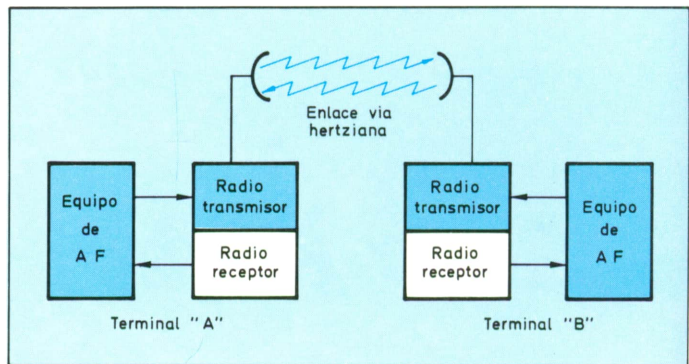 Enlace via
hertziana
Equipo
de
A F
Radio
transmisor
Radio
receptor
Terminal "A"
Radio
transmisor
Radio
receptor
Equipo
de
A F
Terminal "B"